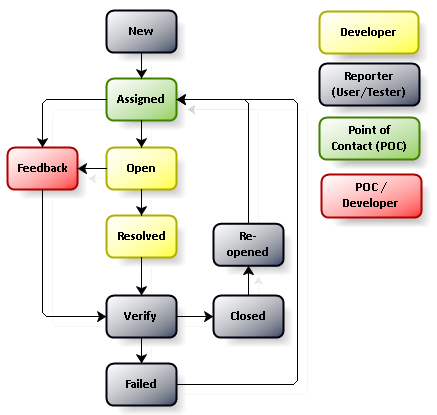 New
Developer
Reporter
(User/Tester)
Assigned
Point of
Contact (POC)
Feedback
Open
POC /
Developer
Resolved
Re-
opened
Verify
Closed
Failed